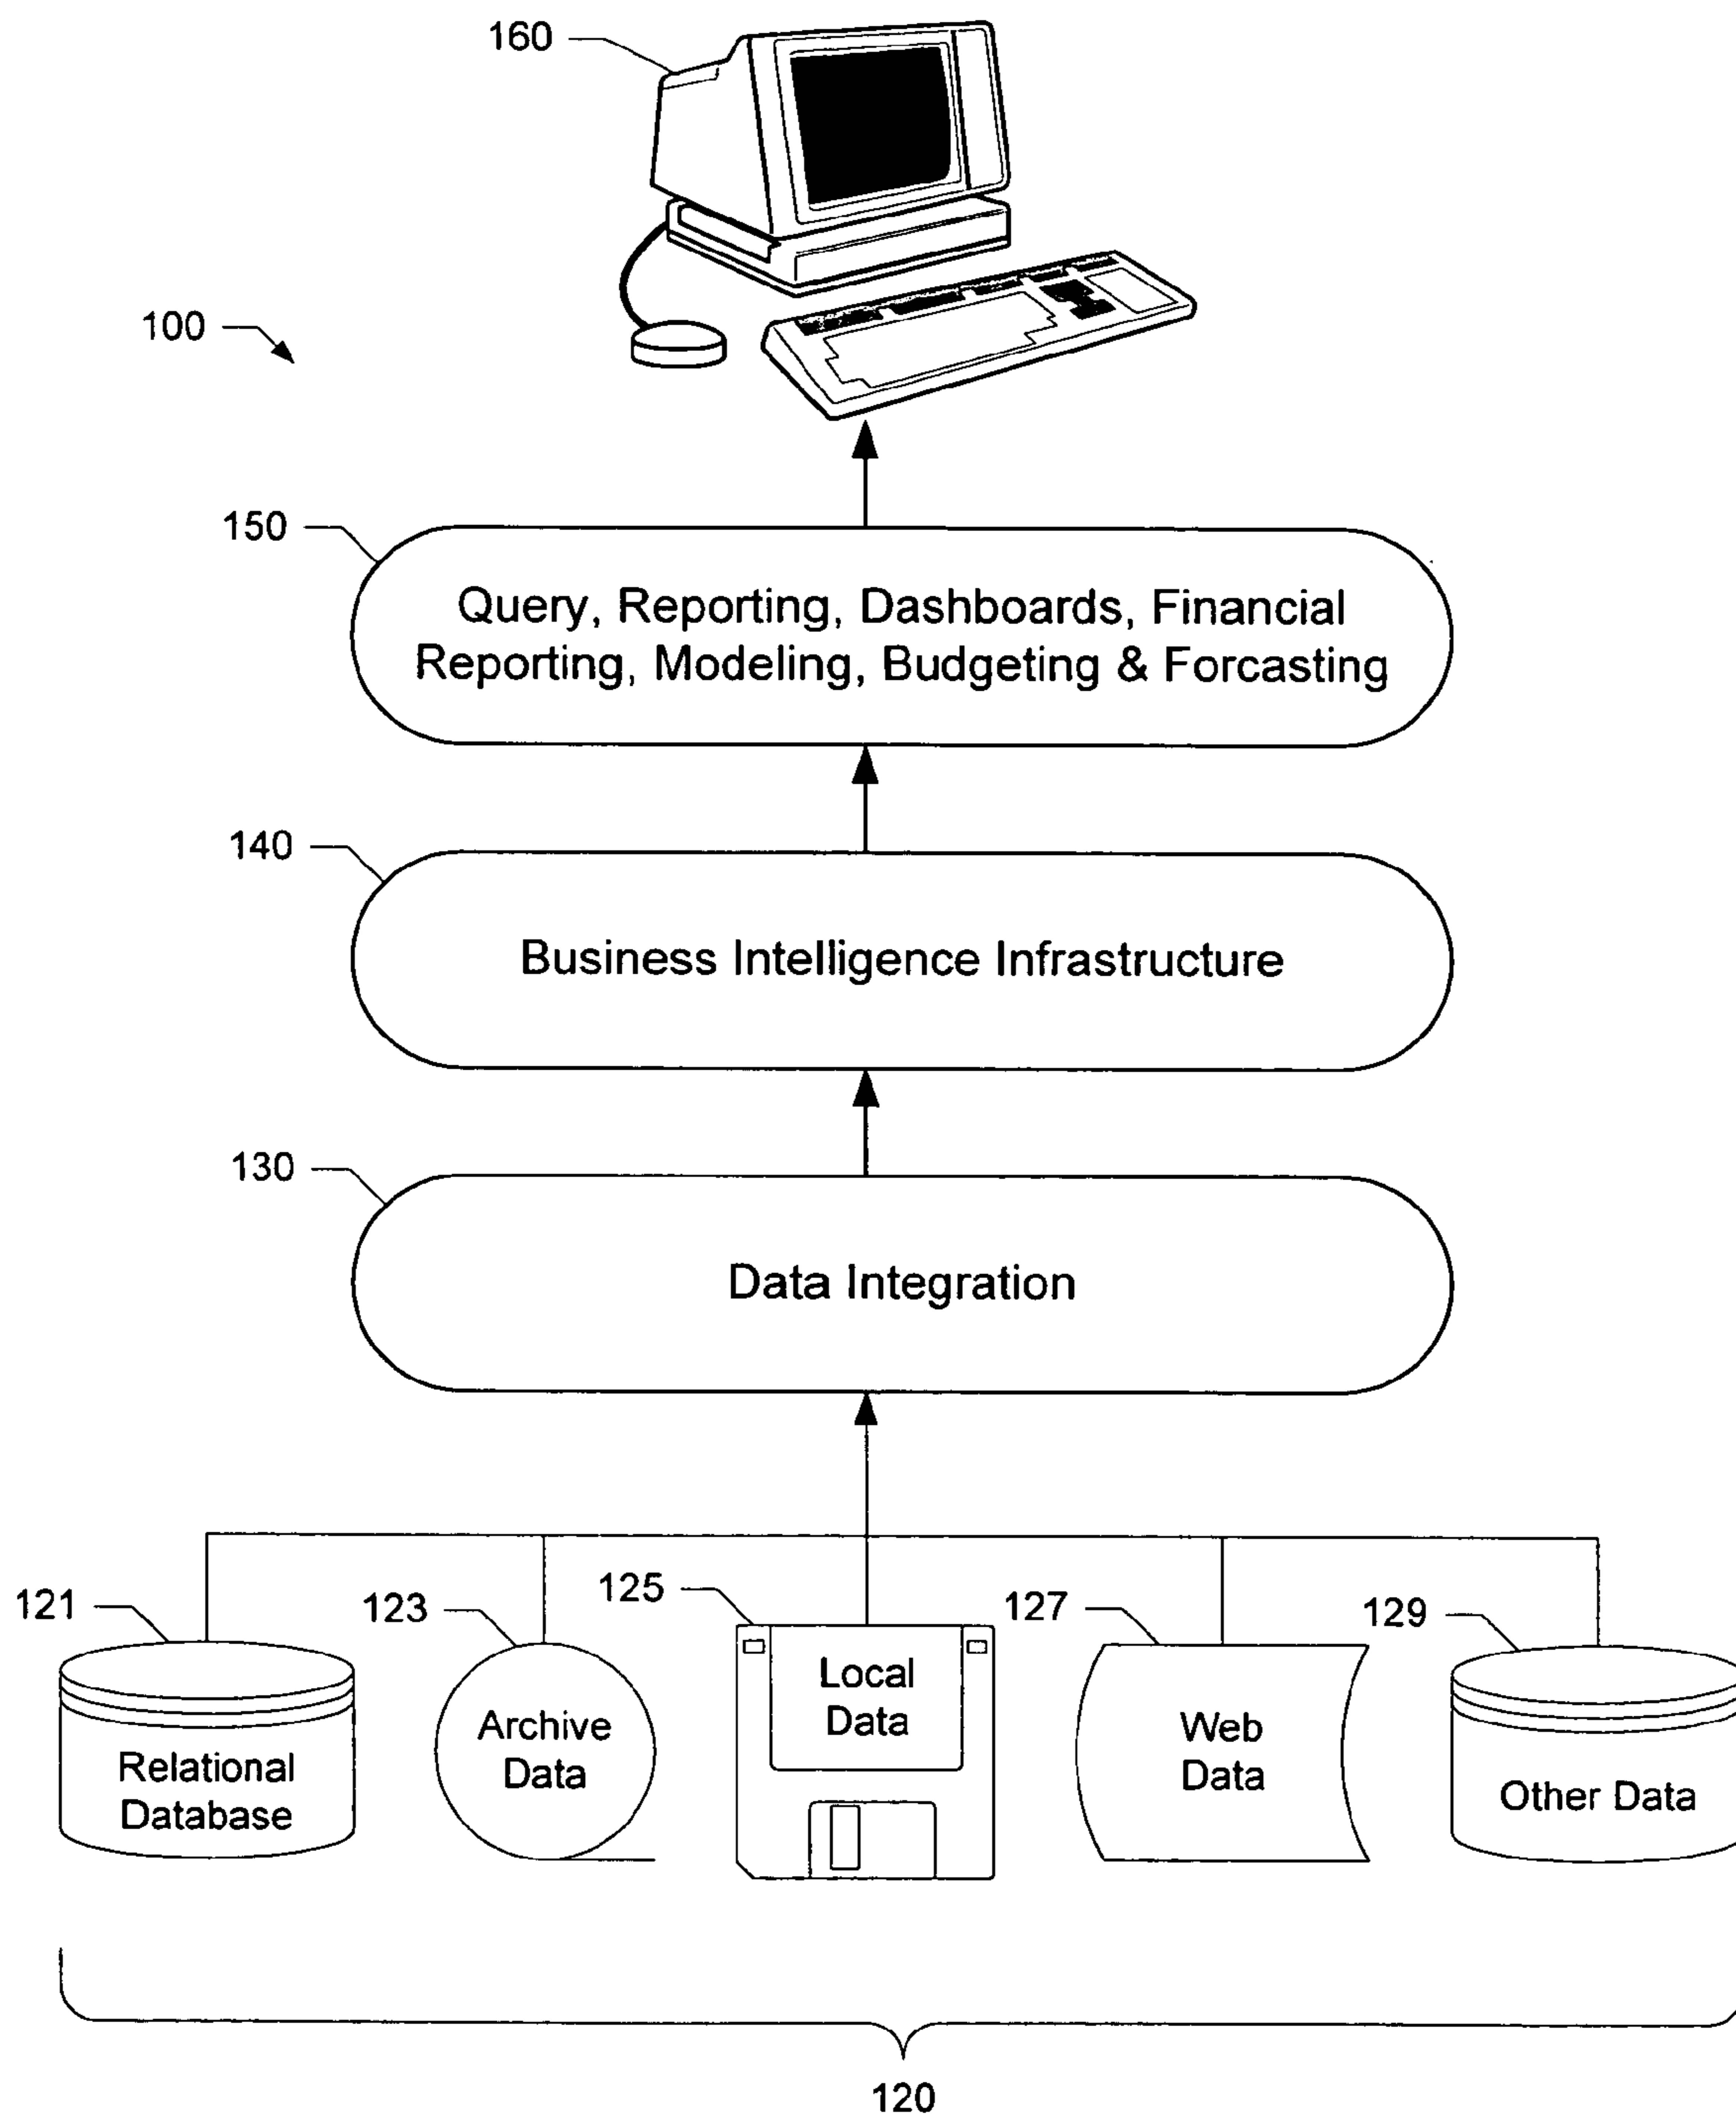 160
100
150
Query, Reporting, Dashboards, Financial
Reporting, Modeling, Budgeting & Forcasting
140
Business Intelligence Infrastructure
130
Data Integration
121
123
125
127
129
Relational
Database
Archive
Data
Local
Data
Web
Data
Other Data
120